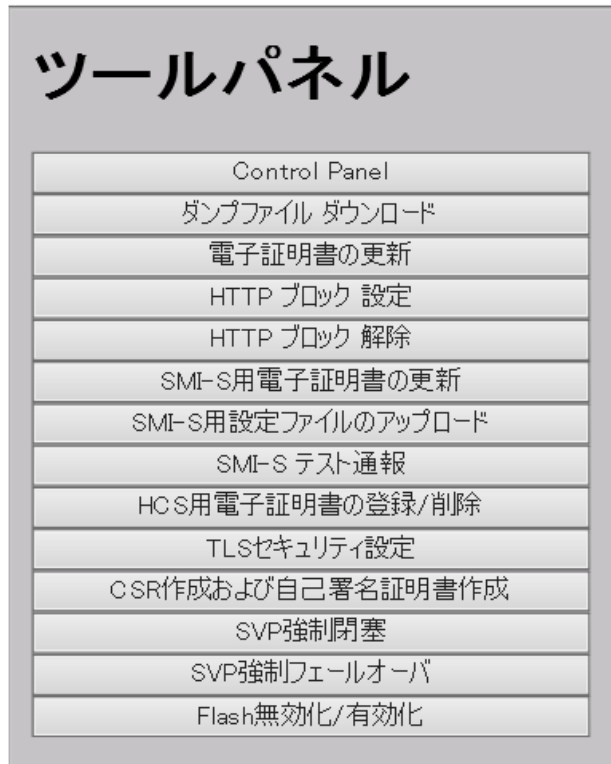 ツールパネル
Control Panel
ダンプファイル ダウンロード
電子証明書の更新
HTTP ブロック 設定
HTTP ブロック 解除
SMI-S用電子証明書の更新
SMI-S用設定ファイルのアップロード
SMI-S テスト通報
HCS用電子証明書の登録/削除
TLSセキュリティ設定
CSR作成および自己署名証明書作成
SVP強制閉塞
SVP強制フェールオーバ
Flash無効化/有効化